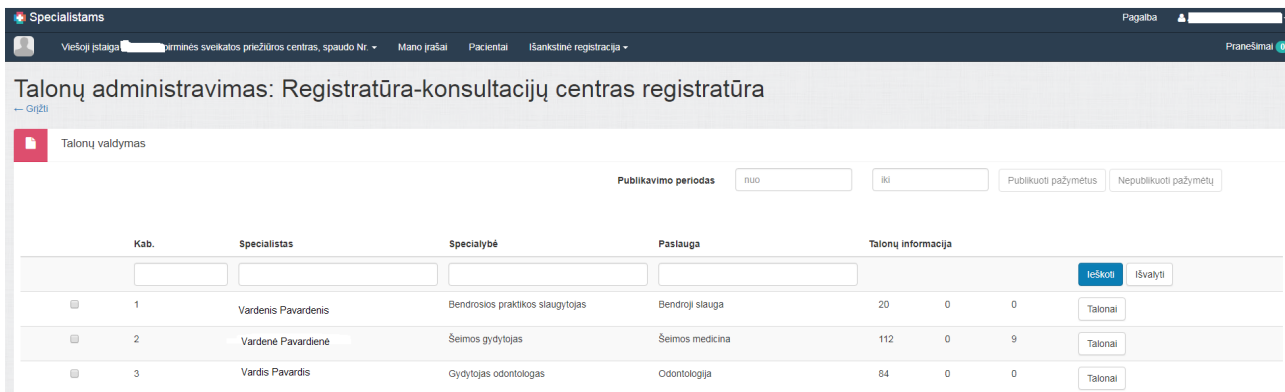 Specialistams Pagalba
Viešoji įstaiga pirminės sveikatos priežiūros centras, spaudo Nr. Mano įrašai Pacientai Išankstinė registracija Pranešimai 0
Talonų administravimas: Registratūra-konsultacijų centras registratūra
← Grįžti
Talonų valdymas
Publikavimo periodas nuo iki Publikuoti pažymėtus Nepublikuoti pažymėtų
Kab. Specialistas Specialybė Paslauga Talonų informacija
Ieškoti Išvalyti
1 Vardenis Pavardenis Bendrosios praktikos slaugytojas Bendroji slauga 20 0 0 Talonai
2 Vardenė Pavardienė Šeimos gydytojas Šeimos medicina 112 0 9 Talonai
3 Vardis Pavardis Gydytojas odontologas Odontologija 84 0 0 Talonai